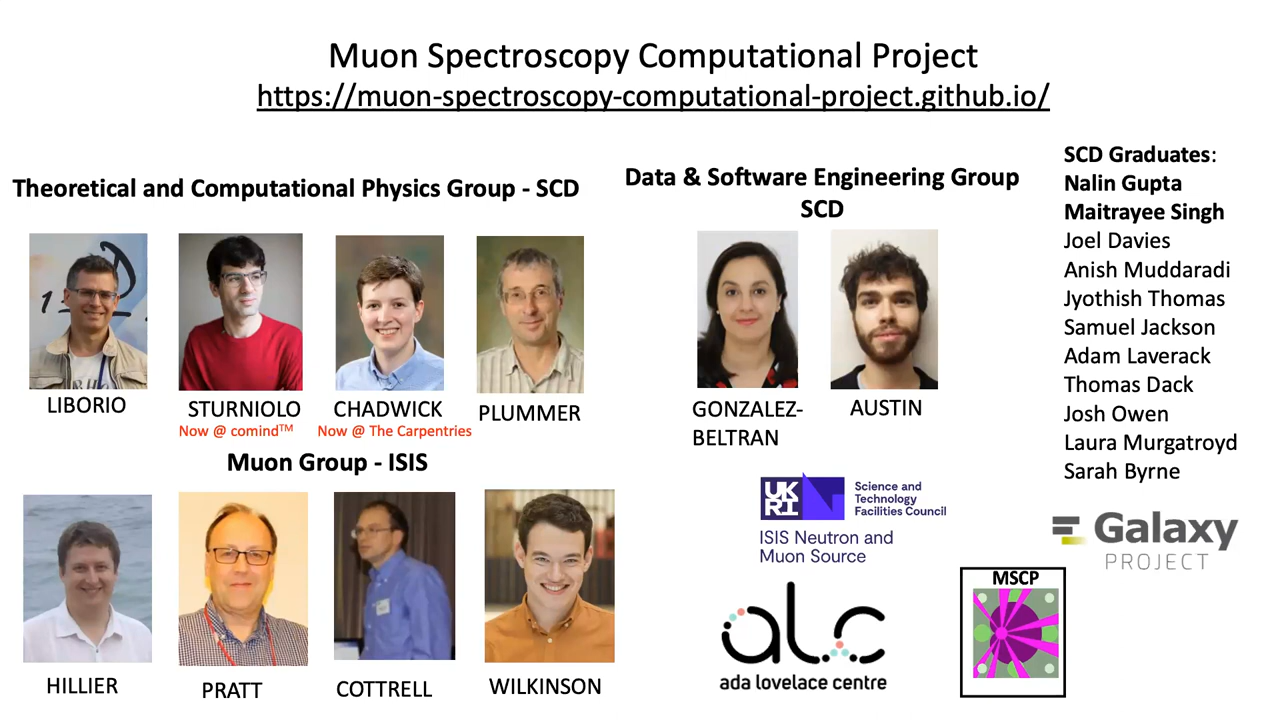 Muon Spectroscopy Computational Project
https://muon-spectroscopy-computational-project.github.io/
Theoretical and Computational Physics Group - SCD
LIBORIO
STURNIOLO
Now @ comind™
CHADWICK
Now @ The Carpentries
PLUMMER
Muon Group - ISIS
HILLIER
PRATT
COTTRELL
WILKINSON
Data & Software Engineering Group
SCD
GONZALEZ-
BELTRAN
AUSTIN
UK
RI
Science and
Technology
Facilities Council
ISIS Neutron and
Muon Source
alc
ada lovelace centre
SCD Graduates:
Nalin Gupta
Maitrayee Singh
Joel Davies
Anish Muddaradi
Jyothish Thomas
Samuel Jackson
Adam Laverack
Thomas Dack
Josh Owen
Laura Murgatroyd
Sarah Byrne
Galaxy
PROJECT
MSCP